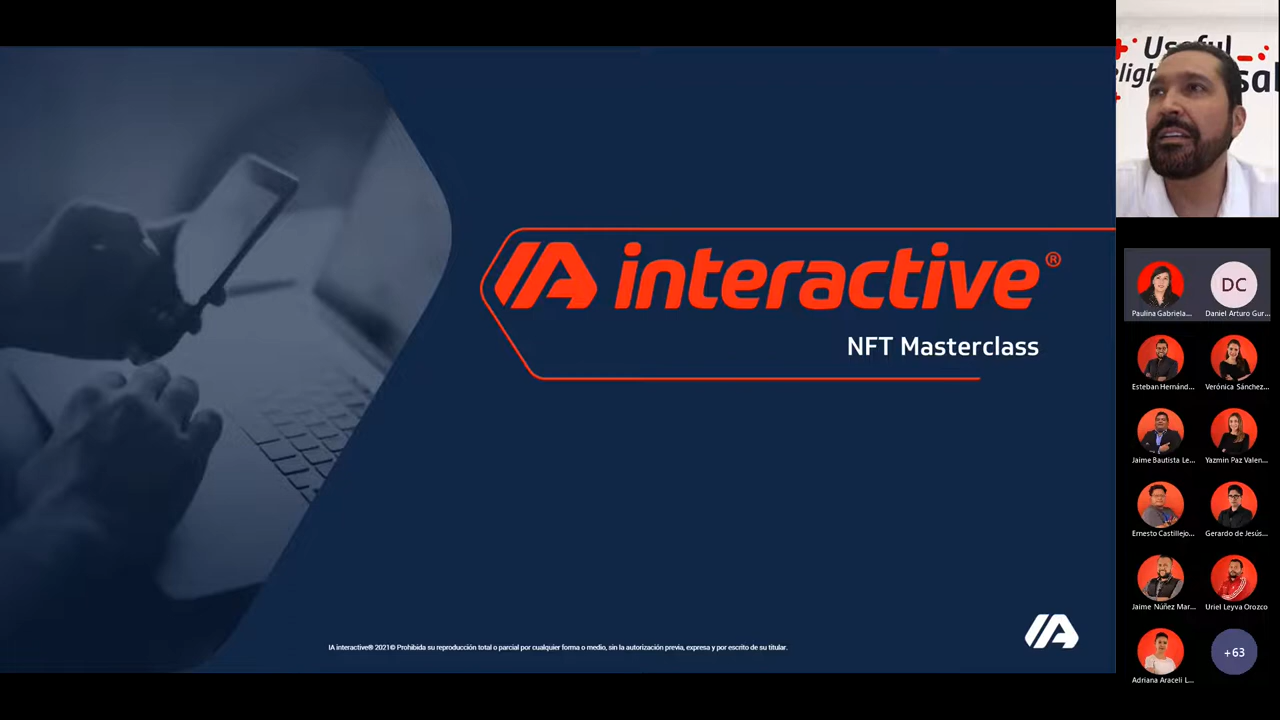 Useful
IA interactive®
NFT Masterclass
IA interactive® 2021© Prohibida su reproducción total o parcial por cualquier forma o medio, sin la autorización previa, expresa y por escrito de su titular.
IA
DC
Paulina Gabriela...
Daniel Arturo Gur...
Esteban Hernánd...
Verónica Sánchez...
Jaime Bautista Le...
Yazmin Paz Valen...
Ernesto Castillejo...
Gerardo de Jesús...
Jaime Núñez Mar...
Uriel Leyva Orozco
+63
Adriana Araceli L...